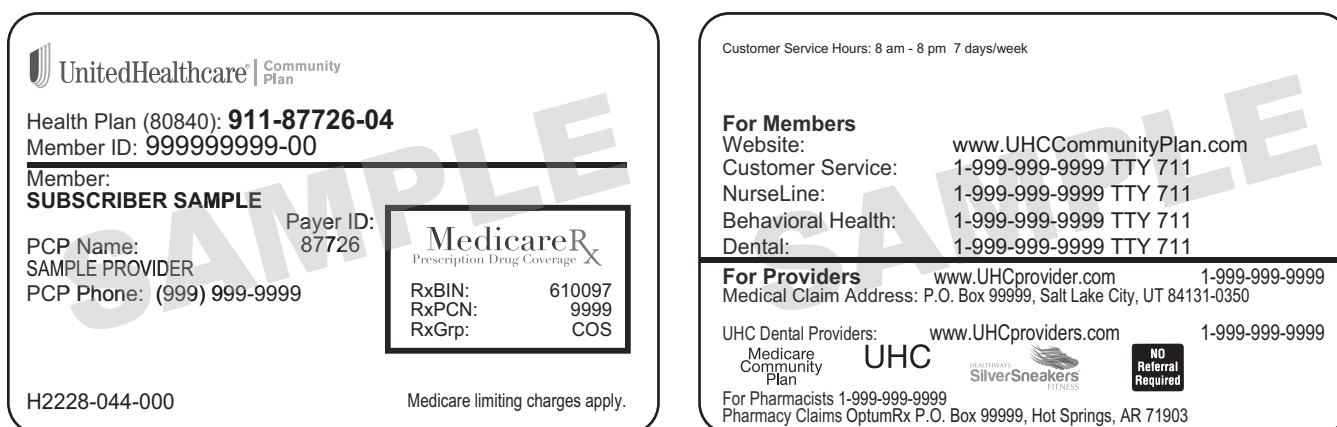 UnitedHealthcare® | Community Plan
Health Plan (80840): 911-87726-04
Member ID: 999999999-00
Member:
SUBSCRIBER SAMPLE
Payer ID:
87726
PCP Name:
SAMPLE PROVIDER
PCP Phone: (999) 999-9999
MedicareRx
Prescription Drug Coverage
RxBIN: 610097
RxPCN: 9999
RxGrp: COS
H2228-044-000
Medicare limiting charges apply.
SAMPLE
Customer Service Hours: 8 am - 8 pm 7 days/week
For Members
Website: www.UHCCommunityPlan.com
Customer Service: 1-999-999-9999 TTY 711
NurseLine: 1-999-999-9999 TTY 711
Behavioral Health: 1-999-999-9999 TTY 711
Dental: 1-999-999-9999 TTY 711
For Providers www.UHCprovider.com 1-999-999-9999
Medical Claim Address: P.O. Box 99999, Salt Lake City, UT 84131-0350
UHC Dental Providers: www.UHCproviders.com 1-999-999-9999
Medicare
Community
Plan
UHC
HEALTHWAYS
SilverSneakers
FITNESS
NO
Referral
Required
For Pharmacists 1-999-999-9999
Pharmacy Claims OptumRx P.O. Box 99999, Hot Springs, AR 71903
SAMPLE